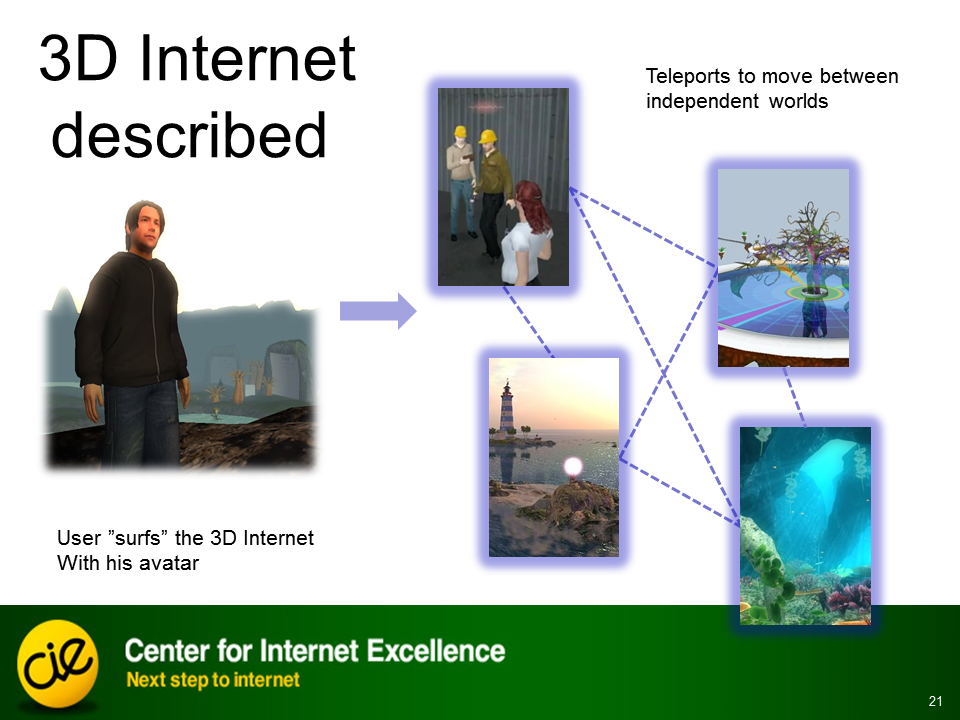 3D Internet
described
Teleports to move between
independent worlds
User ”surfs” the 3D Internet
With his avatar
cie
Center for Internet Excellence
Next step to internet
21